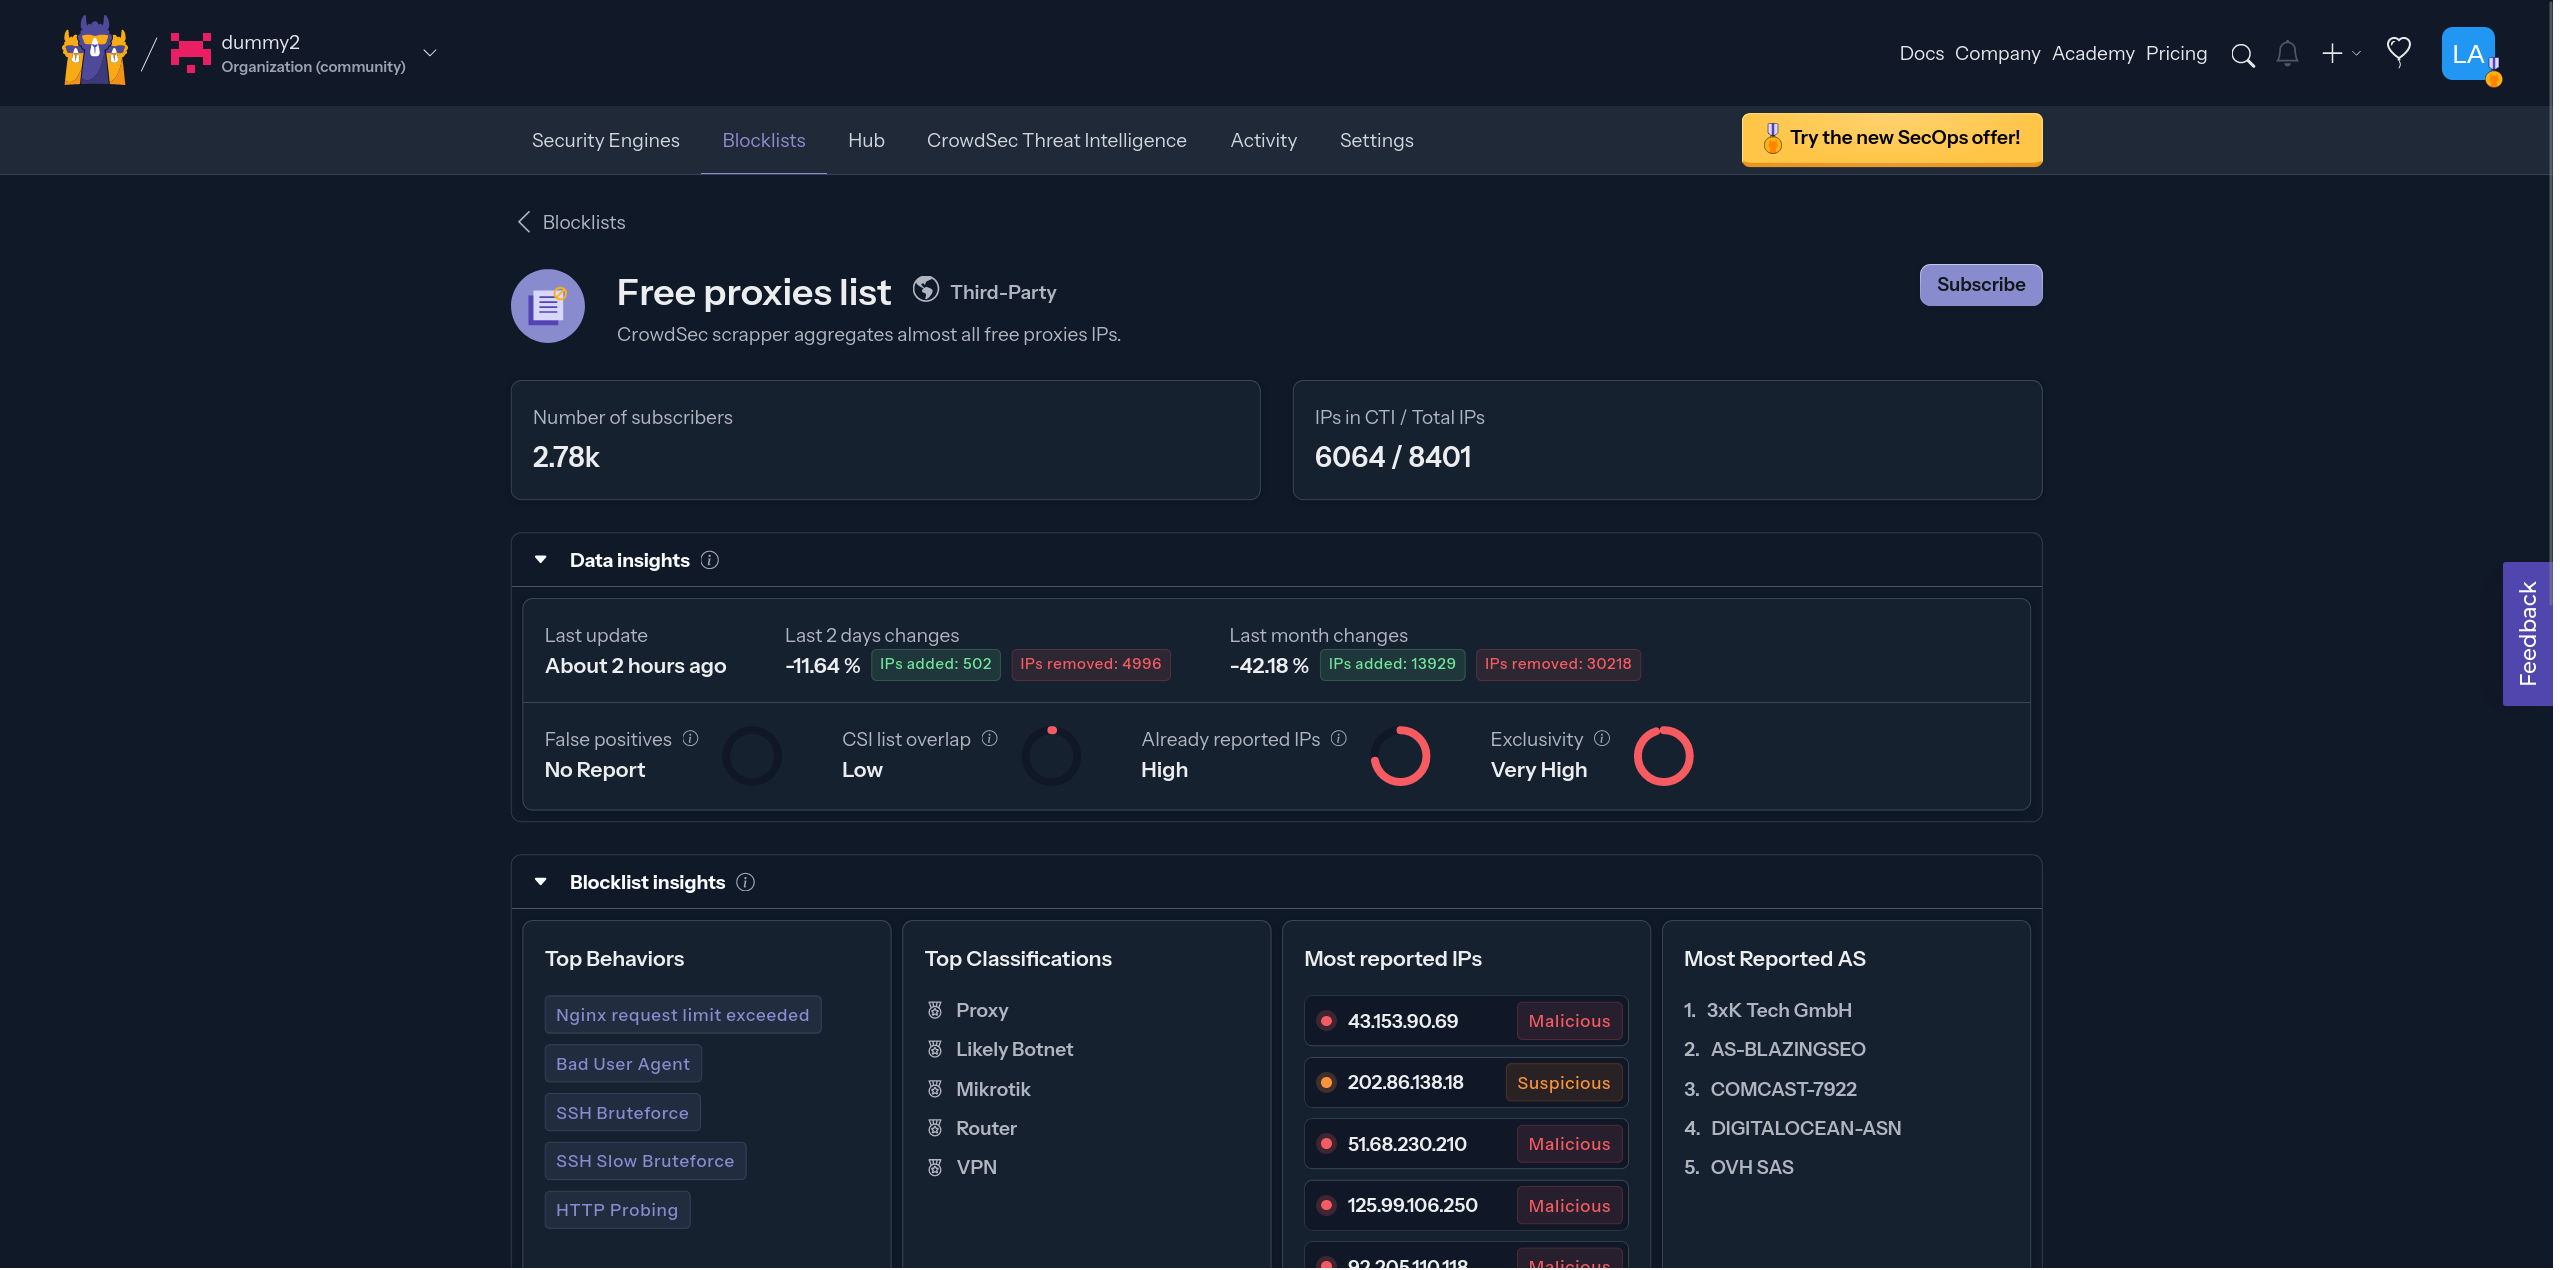 dummy2
Organization (community)
Docs Company Academy Pricing
LA
Security Engines Blocklists Hub CrowdSec Threat Intelligence Activity Settings
Try the new SecOps offer!
Blocklists
Free proxies list Third-Party
Subscribe
CrowdSec scrapper aggregates almost all free proxies IPs.
Number of subscribers
2.78k
IPs in CTI / Total IPs
6064 / 8401
Feedback
Data insights
Last update
About 2 hours ago
Last 2 days changes
-11.64 % IPs added: 502 IPs removed: 4996
Last month changes
-42.18 % IPs added: 13929 IPs removed: 30218
False positives
No Report
CSI list overlap
Low
Already reported IPs
High
Exclusivity
Very High
Blocklist insights
Top Behaviors
Nginx request limit exceeded
Bad User Agent
SSH Bruteforce
SSH Slow Bruteforce
HTTP Probing
Top Classifications
Proxy
Likely Botnet
Mikrotik
Router
VPN
Most reported IPs
43.153.90.69 Malicious
202.86.138.18 Suspicious
51.68.230.210 Malicious
125.99.106.250 Malicious
92.205.110.118 Malicious
Most Reported AS
1. 3xK Tech GmbH
2. AS-BLAZINGSEO
3. COMCAST-7922
4. DIGITALOCEAN-ASN
5. OVH SAS